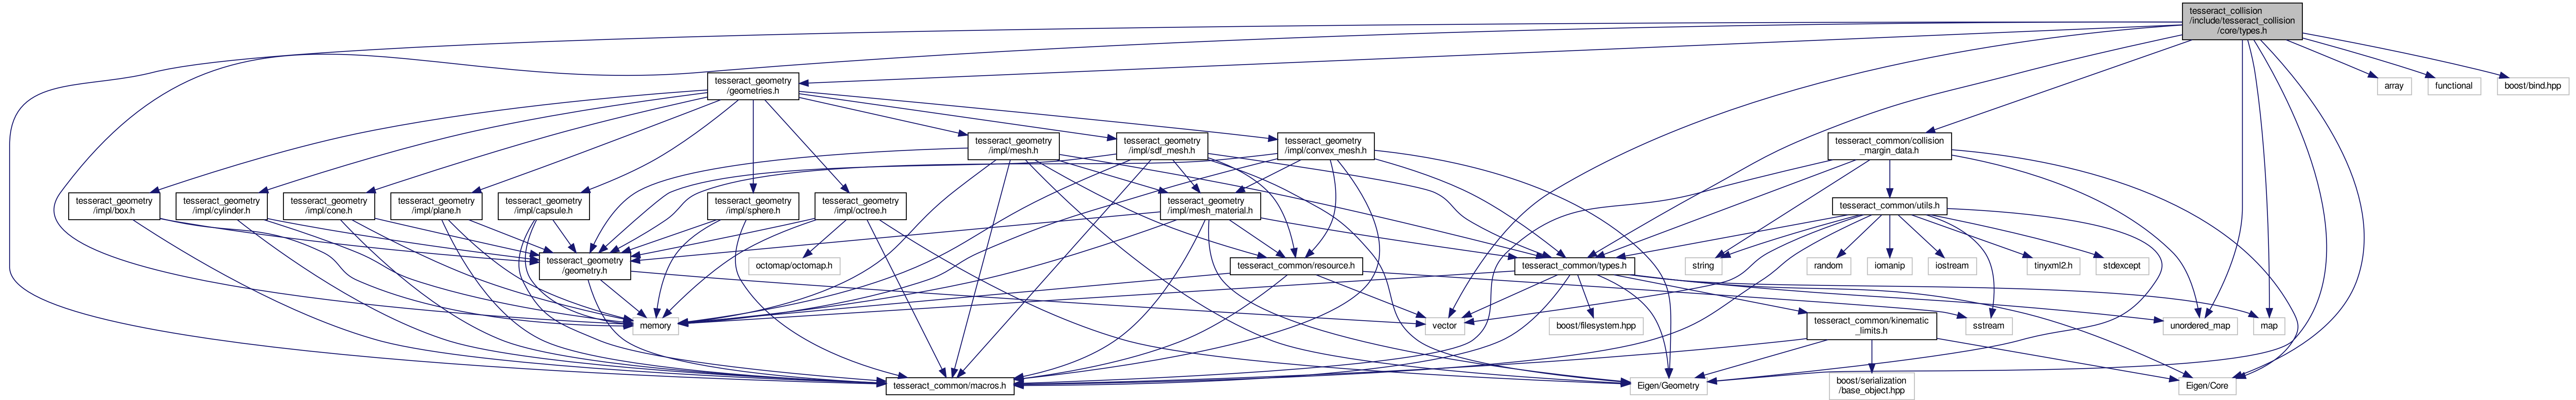 tesseract_collision
/include/tesseract_collision
/core/types.h
tesseract_geometry
/geometries.h
array
functional
boost/bind.hpp
tesseract_geometry
/impl/mesh.h
tesseract_geometry
/impl/sdf_mesh.h
tesseract_geometry
/impl/convex_mesh.h
tesseract_common/collision
_margin_data.h
tesseract_geometry
/impl/box.h
tesseract_geometry
/impl/cylinder.h
tesseract_geometry
/impl/cone.h
tesseract_geometry
/impl/plane.h
tesseract_geometry
/impl/capsule.h
tesseract_geometry
/impl/sphere.h
tesseract_geometry
/impl/octree.h
tesseract_geometry
/impl/mesh_material.h
tesseract_common/utils.h
tesseract_geometry
/geometry.h
octomap/octomap.h
tesseract_common/resource.h
tesseract_common/types.h
string
random
iomanip
iostream
tinyxml2.h
stdexcept
memory
vector
boost/filesystem.hpp
tesseract_common/kinematic
_limits.h
sstream
unordered_map
map
tesseract_common/macros.h
Eigen/Geometry
boost/serialization
/base_object.hpp
Eigen/Core